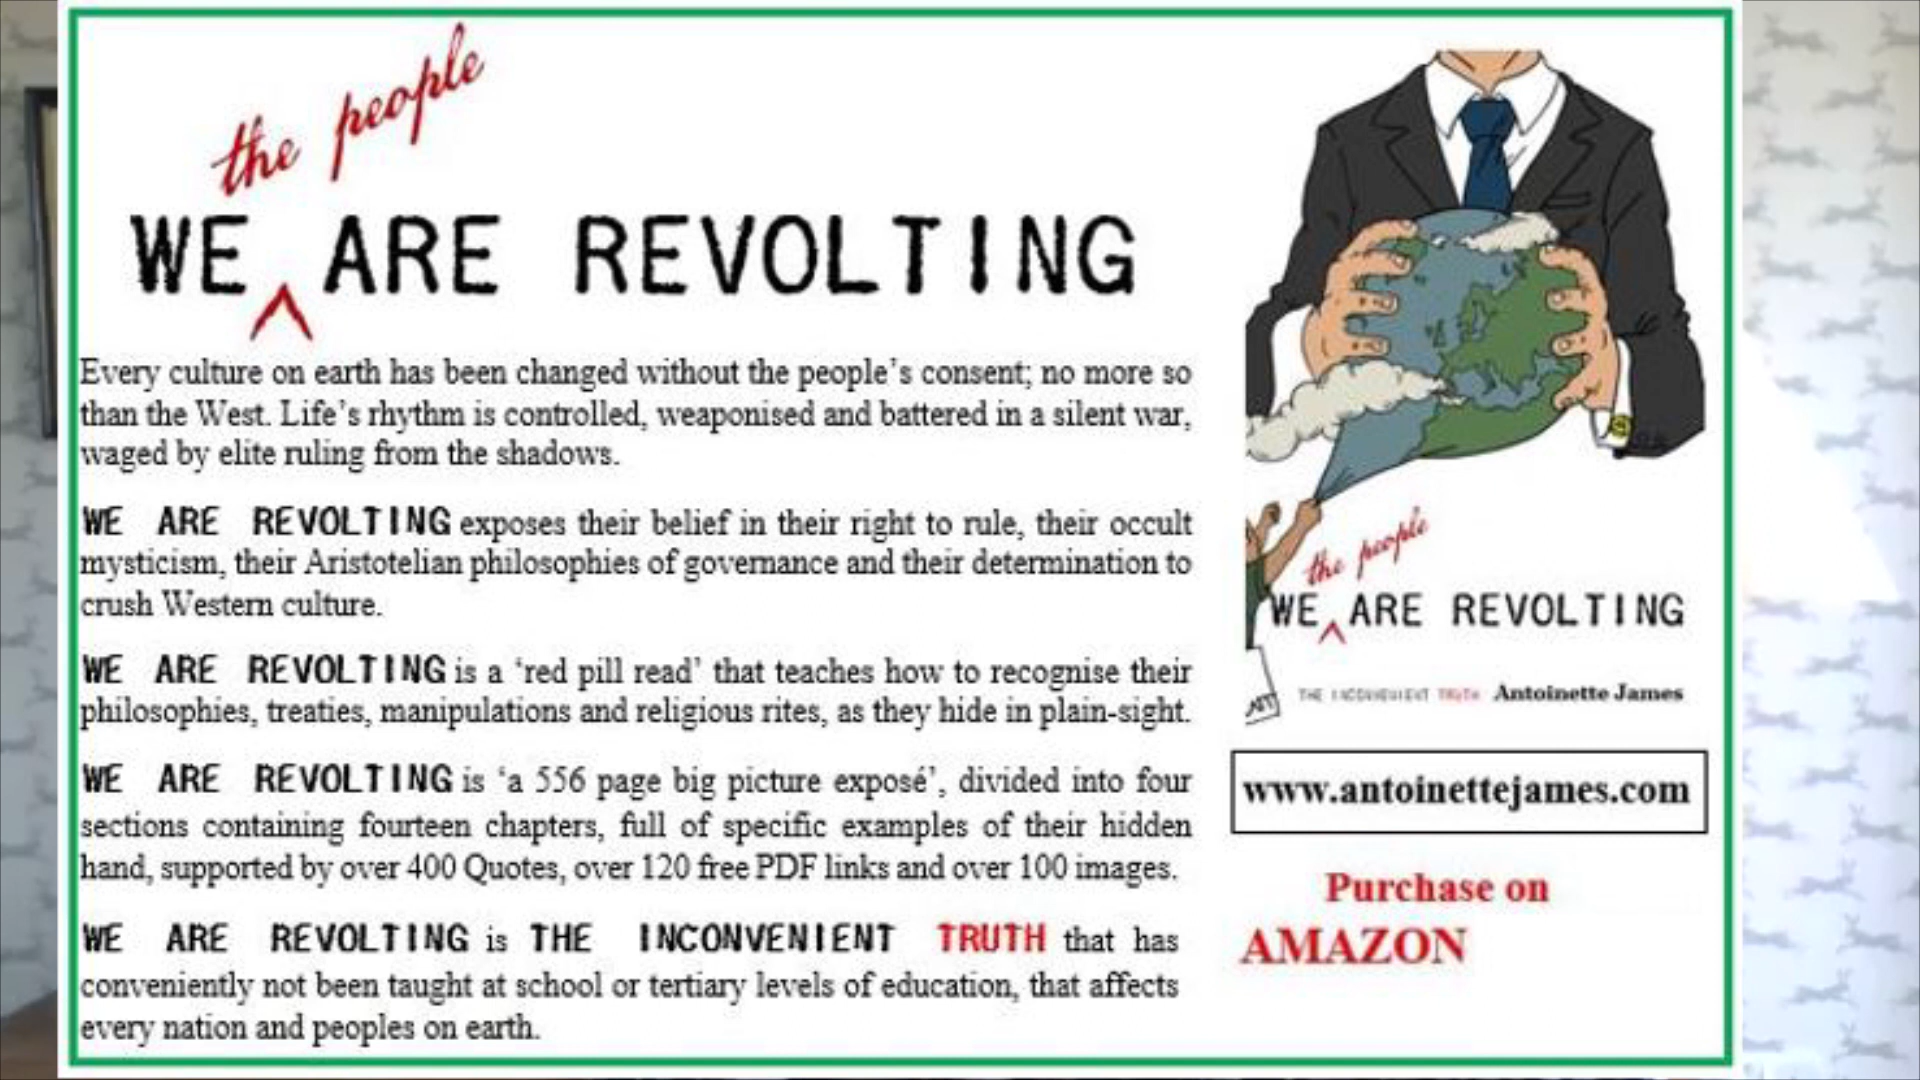 the people
WE ARE REVOLTING
Every culture on earth has been changed without the people's consent; no more so
than the West. Life's rhythm is controlled, weaponised and battered in a silent war,
waged by elite ruling from the shadows.
WE ARE REVOLTING exposes their belief in their right to rule, their occult
mysticism, their Aristotelian philosophies of governance and their determination to
crush Western culture.
WE ARE REVOLTING is a 'red pill read' that teaches how to recognise their
philosophies, treaties, manipulations and religious rites, as they hide in plain-sight.
WE ARE REVOLTING is 'a 556 page big picture exposé', divided into four
sections containing fourteen chapters, full of specific examples of their hidden
hand, supported by over 400 Quotes, over 120 free PDF links and over 100 images.
WE ARE REVOLTING is THE INCONVENIENT TRUTH that has
conveniently not been taught at school or tertiary levels of education, that affects
every nation and peoples on earth.
the people
WE ARE REVOLTING
THE INCONVENIENT TRUTH Antoinette James
www.antoinettejames.com
Purchase on
AMAZON